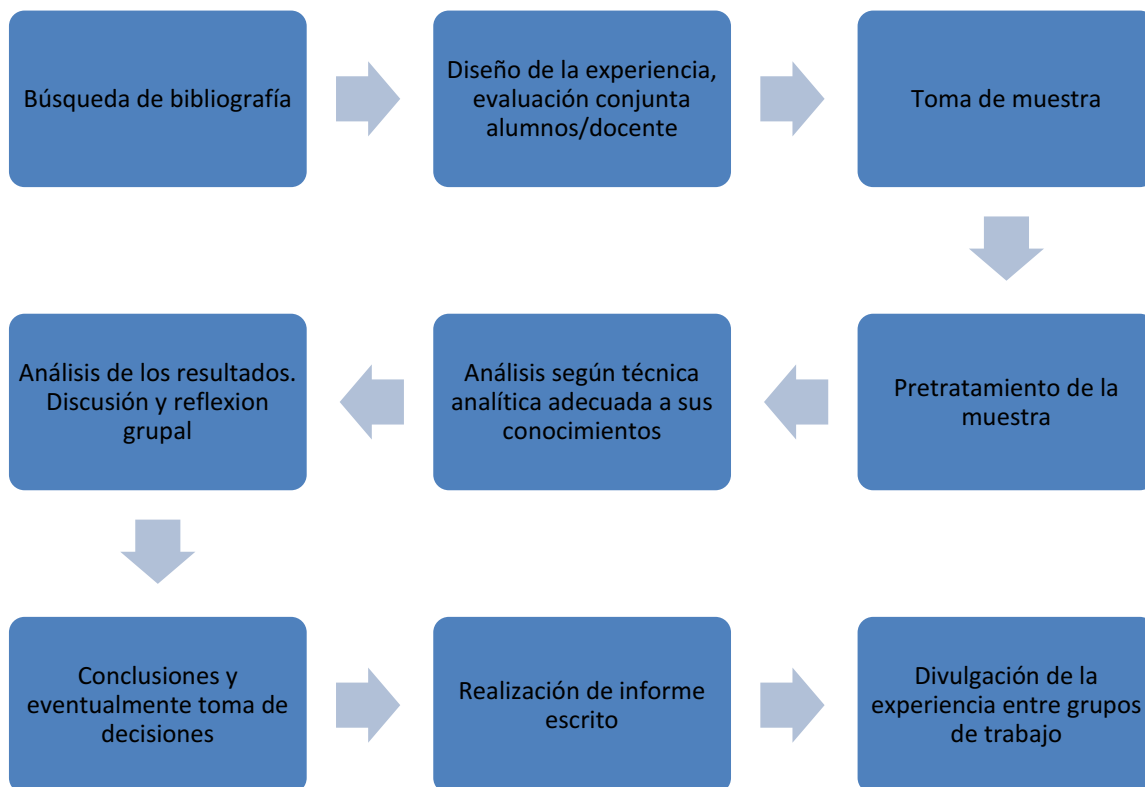 Búsqueda de bibliografía
Diseño de la experiencia,
evaluación conjunta
alumnos/docente
Toma de muestra
Pretratamiento de la
muestra
Análisis según técnica
analítica adecuada a sus
conocimientos
Análisis de los resultados.
Discusión y reflexion
grupal
Conclusiones y
eventualmente toma de
decisiones
Realización de informe
escrito
Divulgación de la
experiencia entre grupos
de trabajo